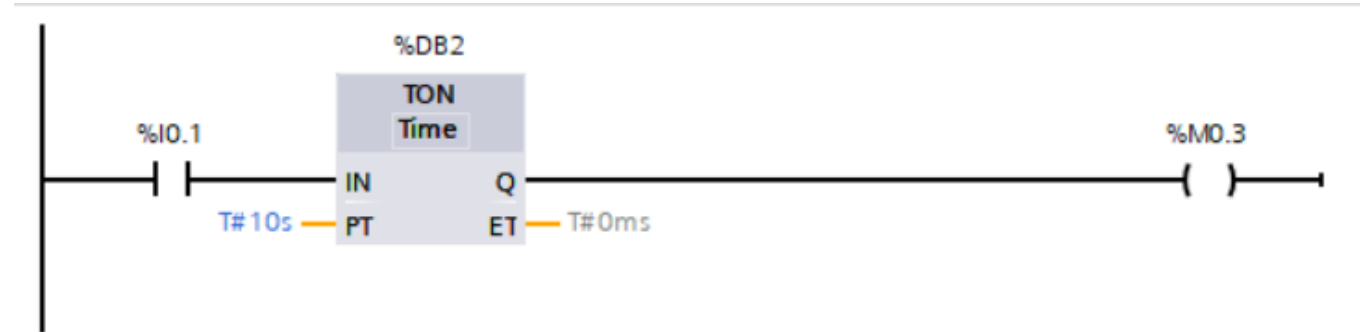 %DB2
TON
Time
%I0.1
%M0.3
IN Q
T#10s PT ET T#0ms